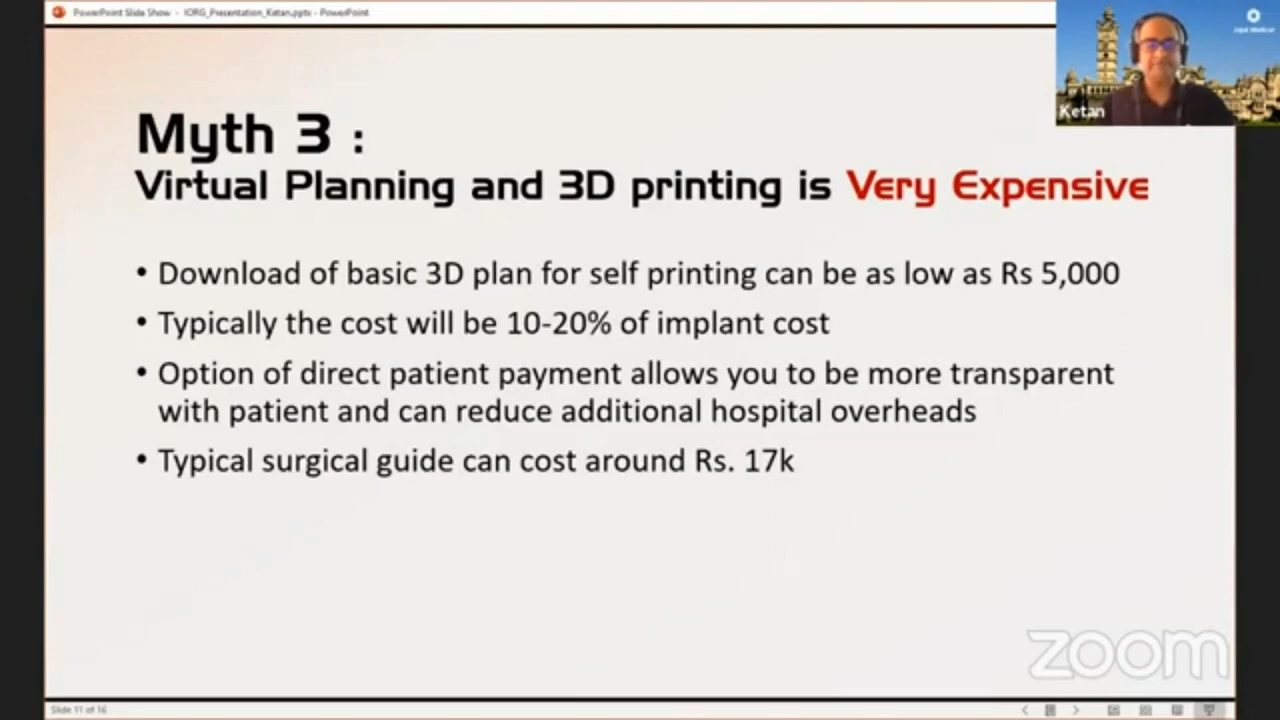 PowerPoint Slide Show - IORG_Presentation_Ketan.pptx - PowerPoint
Ketan
Myth 3 :
Virtual Planning and 3D printing is Very Expensive
• Download of basic 3D plan for self printing can be as low as Rs 5,000
• Typically the cost will be 10-20% of implant cost
• Option of direct patient payment allows you to be more transparent
with patient and can reduce additional hospital overheads
• Typical surgical guide can cost around Rs. 17k
zoom
Slide 11 of 16